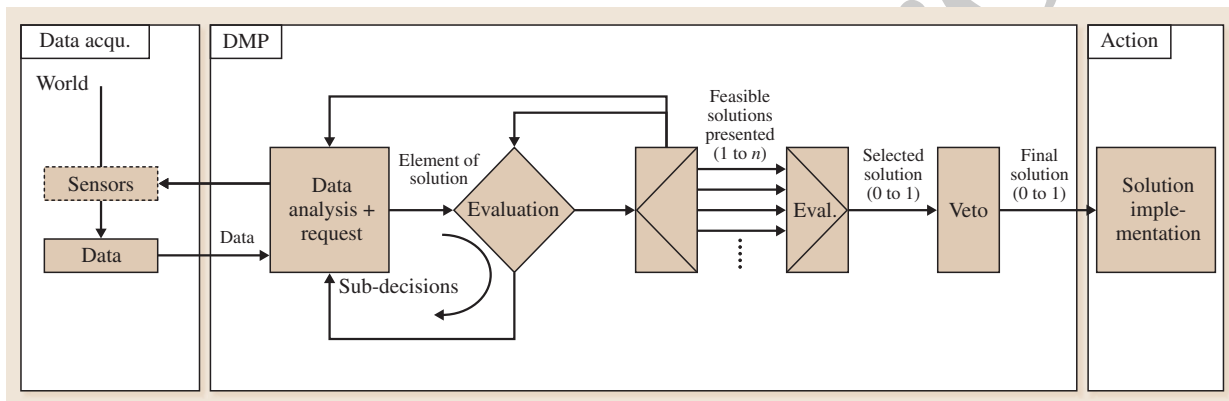 Data acqu.
World
Sensors
Data
Data
DMP
Data
analysis +
request
Element of
solution
Evaluation
Sub-decisions
Feasible
solutions
presented
(1 to n)
Eval.
Selected
solution
(0 to 1)
Veto
Final
solution
(0 to 1)
Action
Solution
imple-
mentation